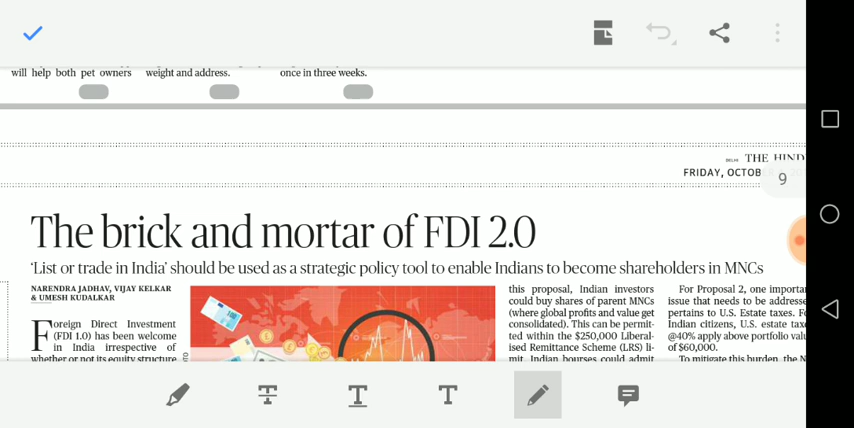 will help both pet owners
weight and address.
once in three weeks.
DELHI THE HIND
FRIDAY, OCTOB
9
The brick and mortar of FDI 2.0
‘List or trade in India’ should be used as a strategic policy tool to enable Indians to become shareholders in MNCs
NARENDRA JADHAV, VIJAY KELKAR
& UMESH KUDALKAR
Foreign Direct Investment
(FDI 1.0) has been welcome
in India irrespective of
whether or not its equity structure
this proposal, Indian investors
could buy shares of parent MNCs
(where global profits and value get
consolidated). This can be permit-
ted within the $250,000 Liberal-
ised Remittance Scheme (LRS) li-
mit. Indian bourses could admit
For Proposal 2, one importan
issue that needs to be addresse
pertains to U.S. Estate taxes. Fo
Indian citizens, U.S. estate taxe
@40% apply above portfolio valu
of $60,000.
To mitigate this burden, the N
T
T
T